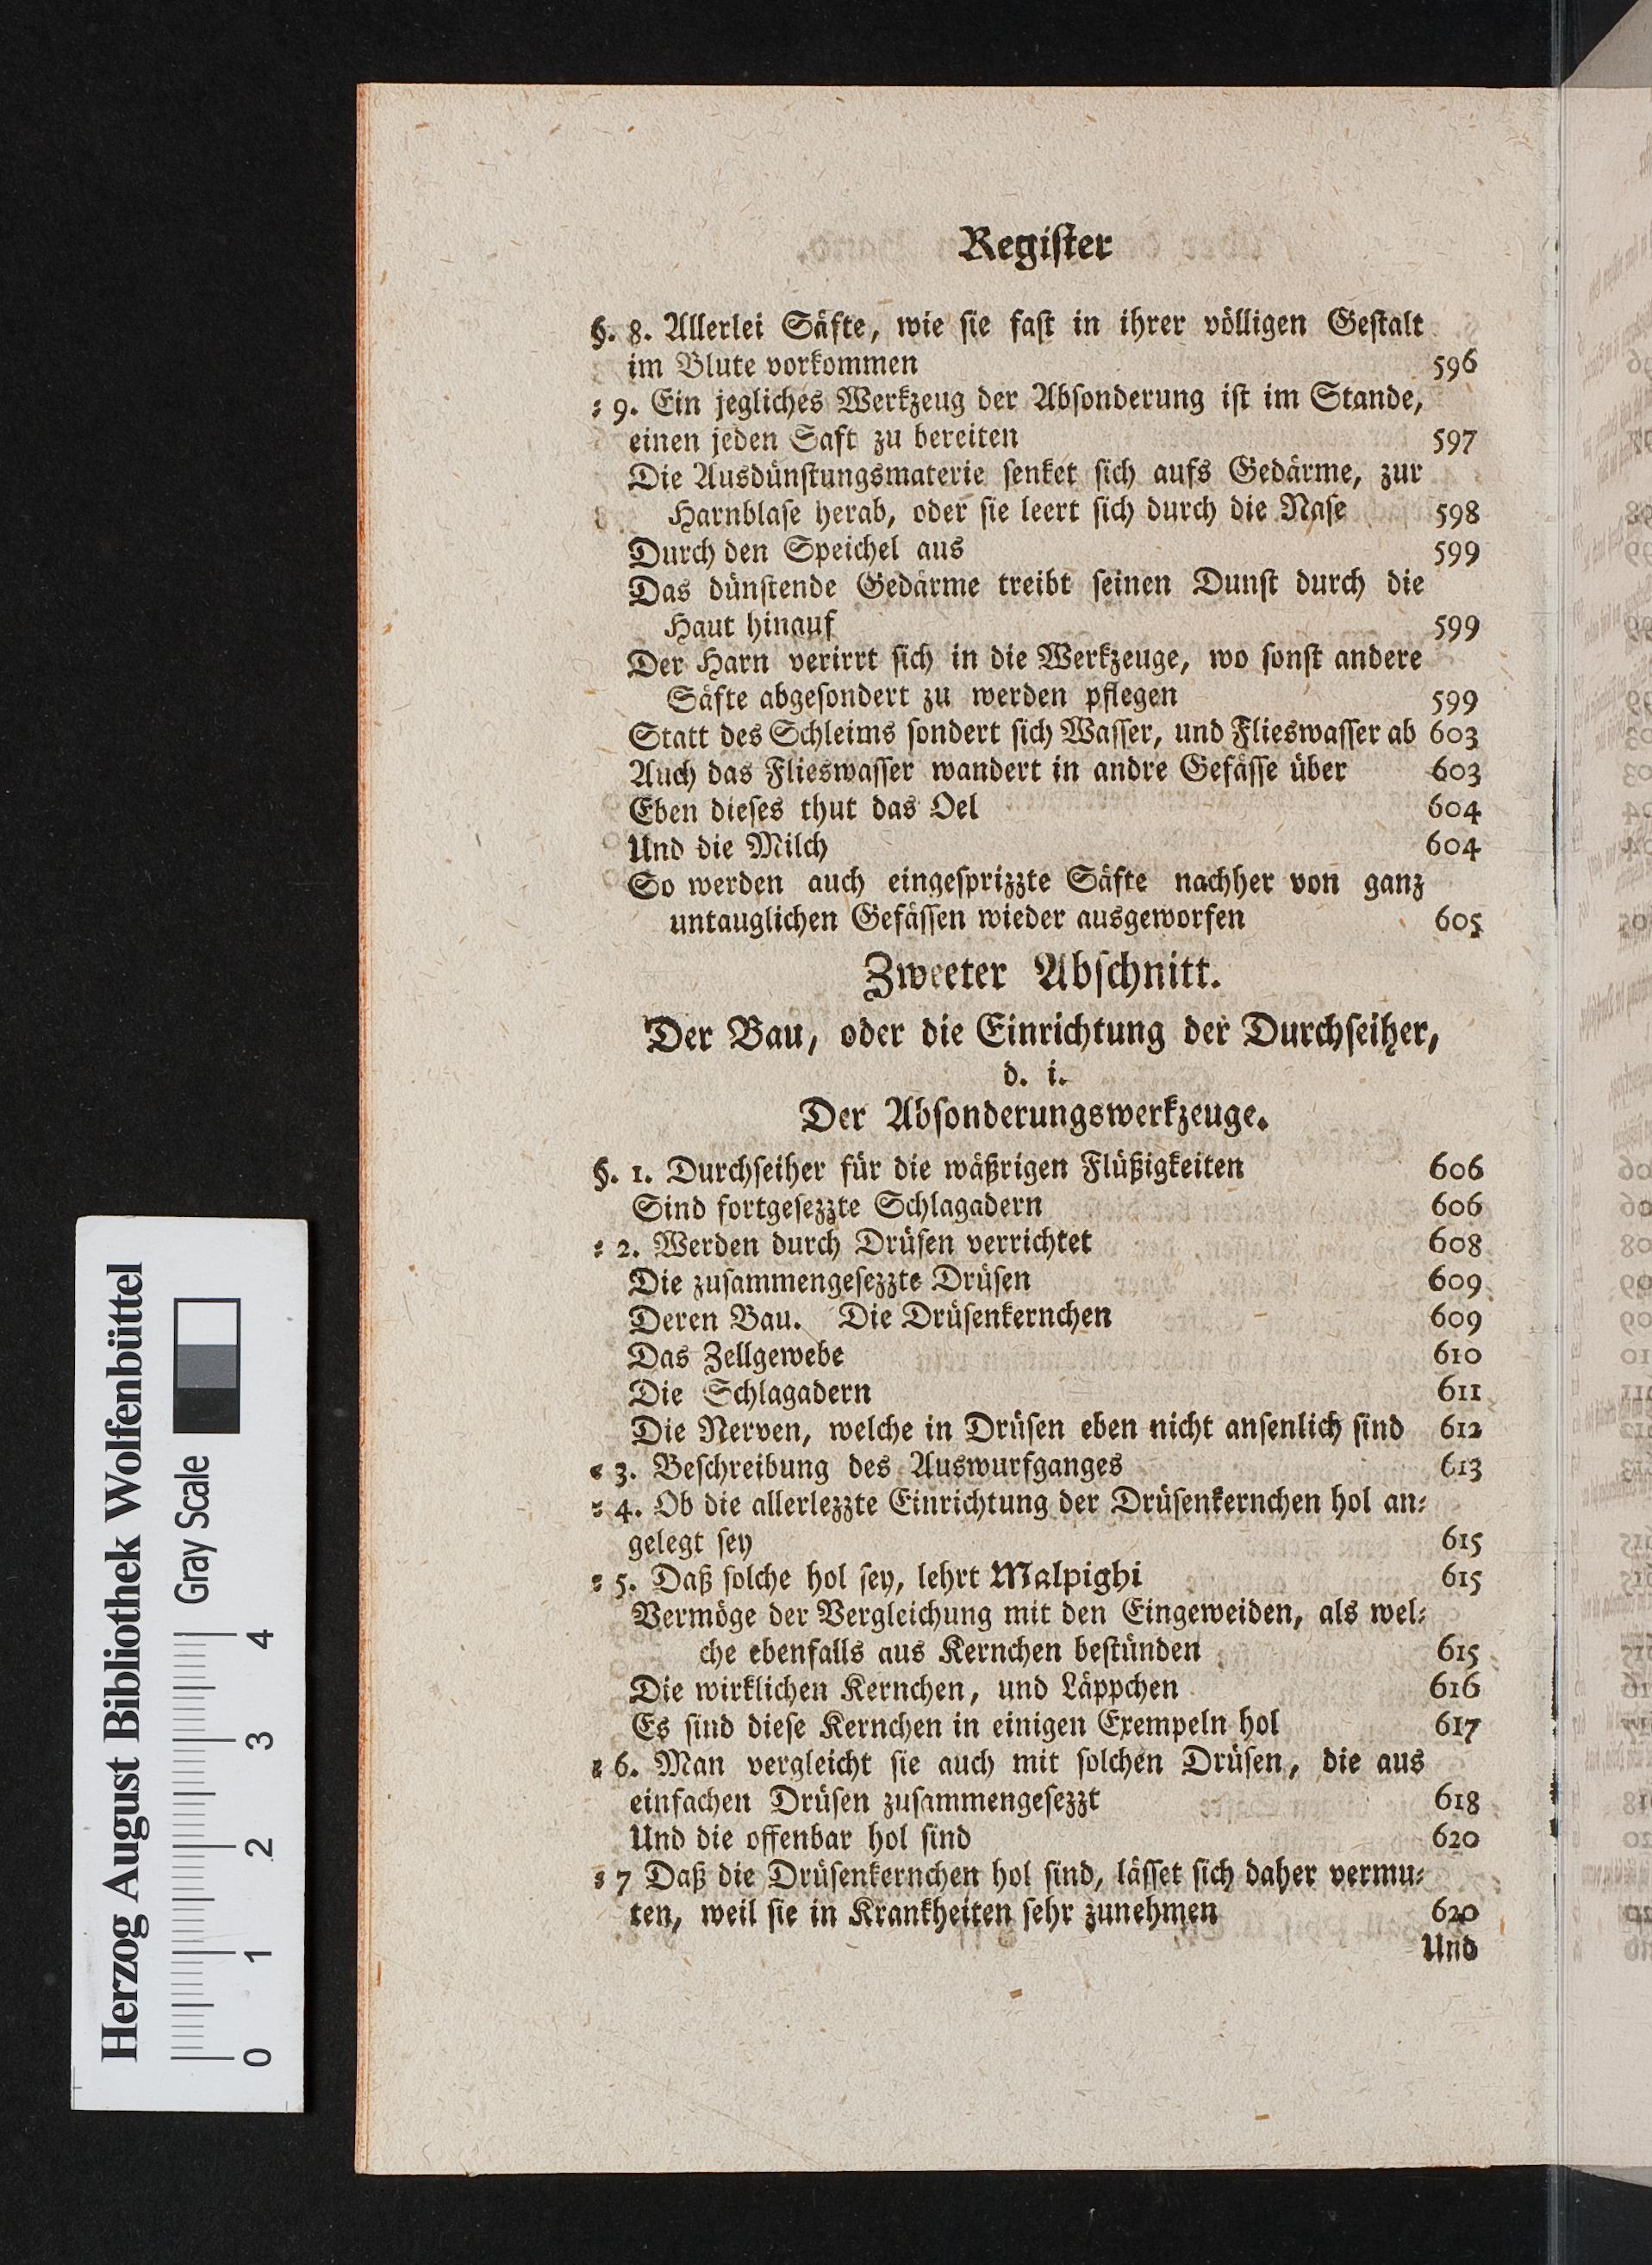 Regiſter
§. 8. Allerlei Säfte, wie ſie faſt in ihrer völligen Geſtalt
im Blute vorkommen 596
⸗ 9. Ein jegliches Werkzeug der Abſonderung iſt im Stande,
einen jeden Saft zu bereiten 597
Die Ausdünſtungsmaterie ſenket ſich aufs Gedärme, zur
Harnblaſe herab, oder ſie leert ſich durch die Naſe 598
Durch den Speichel aus 599
Das dünſtende Gedärme treibt ſeinen Dunſt durch die
Haut hinauf 599
Der Harn verirrt ſich in die Werkzeuge, wo ſonſt andere
Säfte abgeſondert zu werden pflegen 599
Statt des Schleims ſondert ſich Waſſer, und Flieswaſſer ab 603
Auch das Flieswaſſer wandert in andre Gefäſſe über 603
Eben dieſes thut das Oel 604
Und die Milch 604
So werden auch eingeſprizzte Säfte nachher von ganz
untauglichen Gefäſſen wieder ausgeworfen 605
Zweeter Abſchnitt.
Der Bau, oder die Einrichtung der Durchſeiher,
d. i.
Der Abſonderungswerkzeuge.
§. 1. Durchſeiher für die wäßrigen Flüßigkeiten 606
Sind fortgeſezzte Schlagadern 606
⸗ 2. Werden durch Drüſen verrichtet 608
Die zuſammengeſezzte Drüſen 609
Deren Bau. Die Drüſenkernchen 609
Das Zellgewebe 610
Die Schlagadern 611
Die Nerven, welche in Drüſen eben nicht anſenlich ſind 612
⸗ 3. Beſchreibung des Auswurfganges 613
⸗ 4. Ob die allerlezzte Einrichtung der Drüſenkernchen hol an⸗
gelegt ſey 615
⸗ 5. Daß ſolche hol ſey, lehrt Malpighi 615
Vermöge der Vergleichung mit den Eingeweiden, als wel⸗
che ebenfalls aus Kernchen beſtünden 615
Die wirklichen Kernchen, und Läppchen 616
Es ſind dieſe Kernchen in einigen Exempeln hol 617
⸗ 6. Man vergleicht ſie auch mit ſolchen Drüſen, die aus
einfachen Drüſen zuſammengeſezzt 618
Und die offenbar hol ſind 620
⸗ 7 Daß die Drüſenkernchen hol ſind, läſſet ſich daher vermu⸗
ten, weil ſie in Krankheiten ſehr zunehmen 620
Und
Herzog August Bibliothek Wolfenbüttel
Gray Scale
0 1 2 3 4